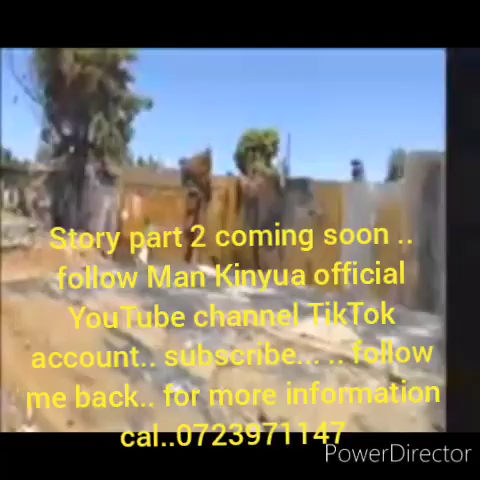 Story part 2 coming soon ..
follow Man Kinyua official
YouTube channel TikTok
account.. subscribe... .. follow
me back.. for more information
cal..0723971147
PowerDirector